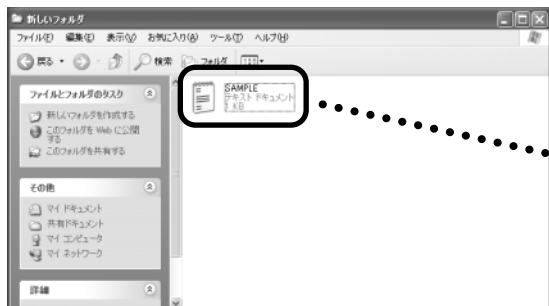 新しいフォルダ
ファイル(F) 編集(E) 表示(V) お気に入り(A) ツール(T) ヘルプ(H)
戻る 検索 フォルダ
ファイルとフォルダのタスク
新しいフォルダを作成する
このフォルダを Web に公開
する
このフォルダを共有する
その他
マイ ドキュメント
共有ドキュメント
マイ コンピュータ
マイ ネットワーク
詳細
SAMPLE
テキスト ドキュメント
1 KB